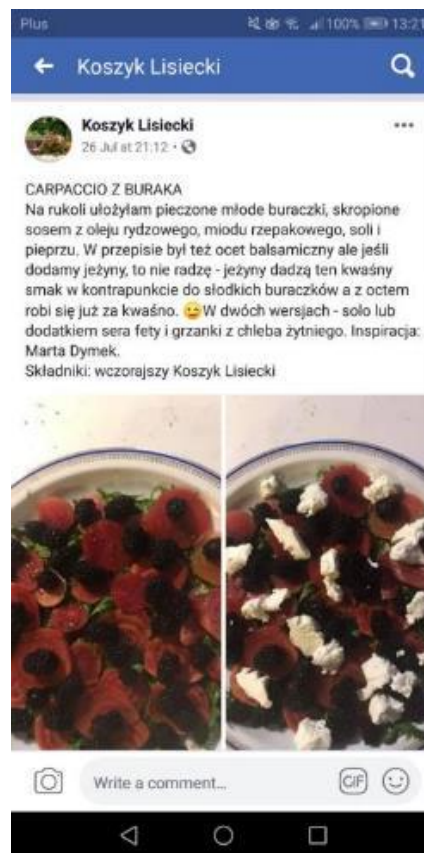 Plus 100% 13:21
Koszyk Lisiecki
Koszyk Lisiecki
26 Jul at 21:12 •
CARPACCIO Z BURAKA
Na rukoli ułożyłam pieczone młode buraczki, skropione
sosem z oleju rydzowego, miodu rzepakowego, soli i
pieprzu. W przepisie był też ocet balsamiczny ale jeśli
dodamy jeżyny, to nie radzę - jeżyny dadzą ten kwaśny
smak w kontrapunkcie do słodkich buraczków a z octem
robi się już za kwaśno. 😉W dwóch wersjach - solo lub
dodatkiem sera fety i grzanki z chleba żytniego. Inspiracja:
Marta Dymek.
Składniki: wczorajszy Koszyk Lisiecki
Write a comment...
GIF